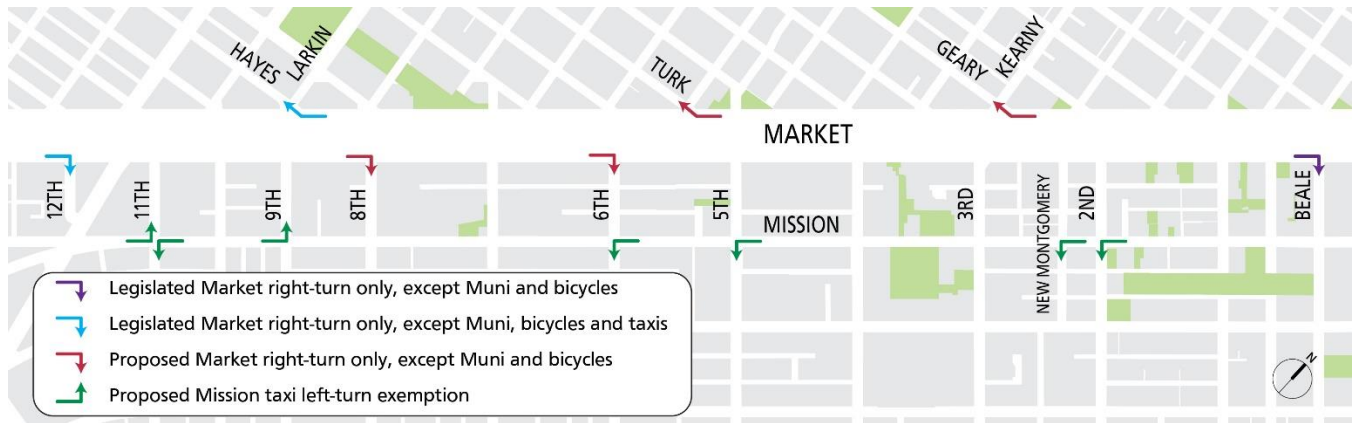 HAYES
LARKIN
TURK
GEARY
KEARNY
MARKET
12TH
11TH
9TH
8TH
6TH
5TH
MISSION
3RD
NEW MONTGOMERY
2ND
BEALE
Legislated Market right-turn only, except Muni and bicycles
Legislated Market right-turn only, except Muni, bicycles and taxis
Proposed Market right-turn only, except Muni and bicycles
Proposed Mission taxi left-turn exemption
N